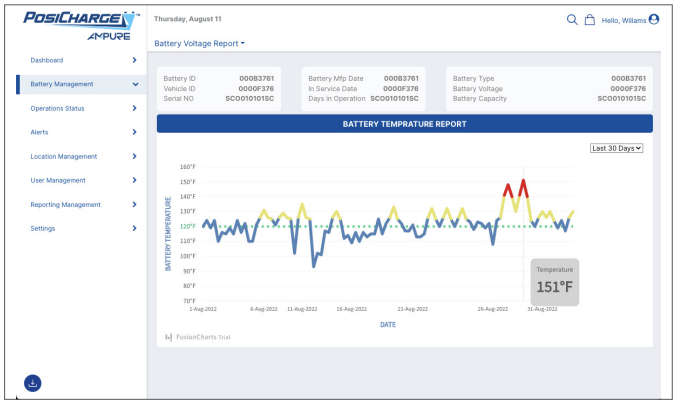 POSICHARGE
AMPURE
Thursday, August 11
Hello, Willams
Battery Voltage Report
Dashboard
Battery Management
Operations Status
Alerts
Location Management
User Management
Reporting Management
Settings
Battery ID 000B3761
Vehicle ID 0000F376
Serial NO SCO010101SC
Battery Mfp Date 000B3761
In Service Date 0000F376
Days in Operation SCO010101SC
Battery Type 000B3761
Battery Voltage 0000F376
Battery Capacity SCO010101SC
BATTERY TEMPRATURE REPORT
Last 30 Days
BATTERY TEMPERATURE
160°F
150°F
140°F
130°F
120°F
110°F
100°F
90°F
80°F
70°F
1-Aug-2022 6-Aug-2022 11-Aug-2022 16-Aug-2022 21-Aug-2022 26-Aug-2022 31-Aug-2022
DATE
Temperature
151°F
FusionCharts Trial